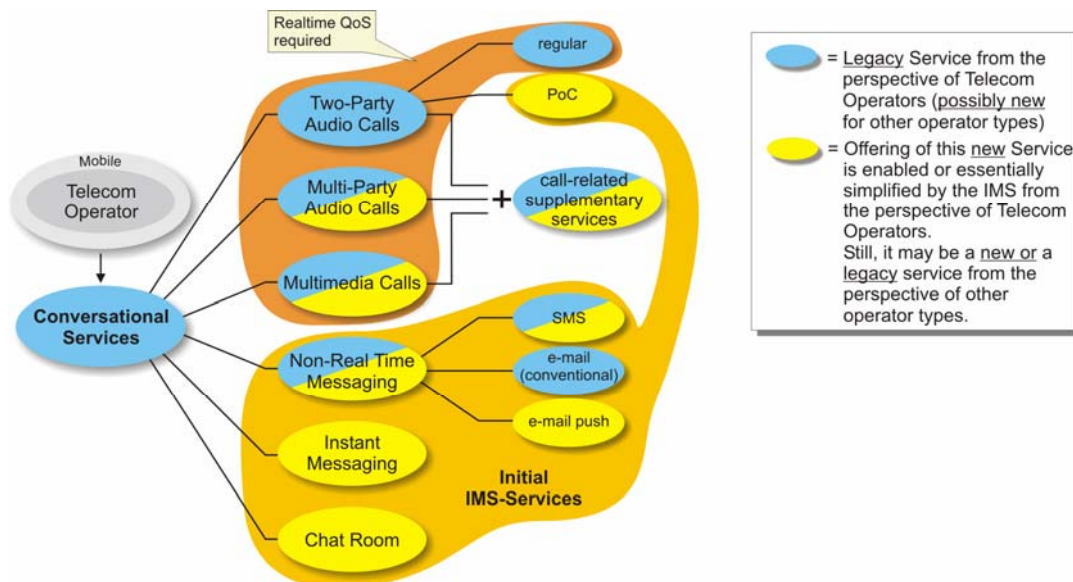 Realtime QoS
required
regular
PoC
Two-Party
Audio Calls
Mobile
Telecom
Operator
Multi-Party
Audio Calls
+
call-related
supplementary
services
Multimedia Calls
Conversational
Services
SMS
Non-Real Time
Messaging
e-mail
(conventional)
e-mail push
Instant
Messaging
Initial
IMS-Services
Chat Room
= Legacy Service from the
perspective of Telecom
Operators (possibly new
for other operator types)
= Offering of this new Service
is enabled or essentially
simplified by the IMS from
the perspective of Telecom
Operators.
Still, it may be a new or a
legacy service from the
perspective of other
operator types.